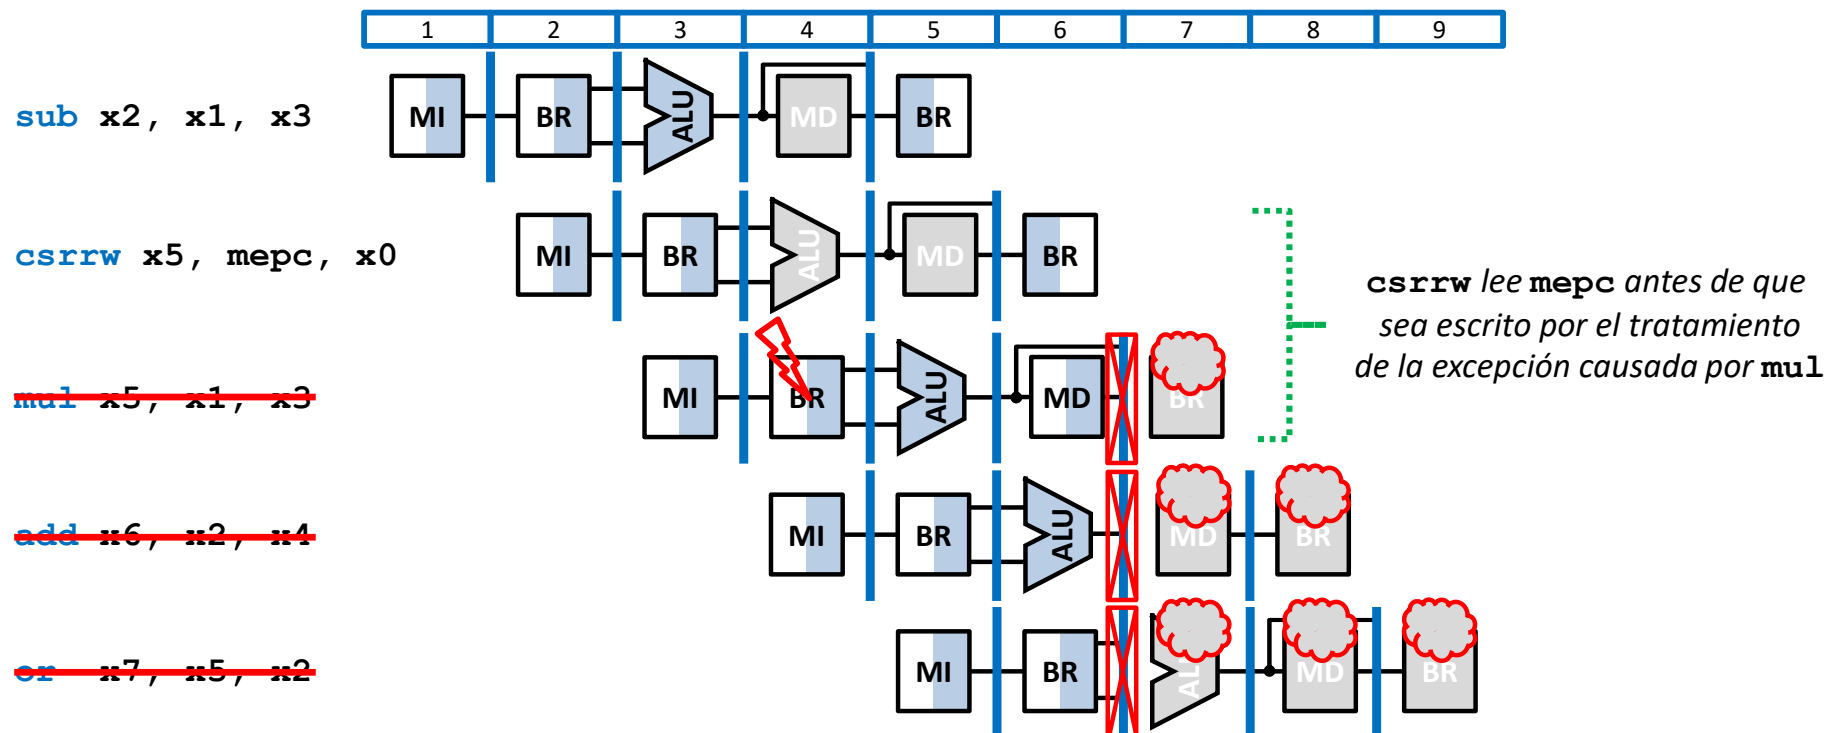 1 2 3 4 5 6 7 8 9
sub x2, x1, x3
MI BR ALU MD BR
csrrw x5, mepc, x0
MI BR ALU MD BR
csrrw lee mepc antes de que
sea escrito por el tratamiento
de la excepción causada por mul
mul x5, x1, x3
MI BR ALU MD BR
add x6, x2, x4
MI BR ALU MD BR
or x7, x5, x2
MI BR ALU MD BR